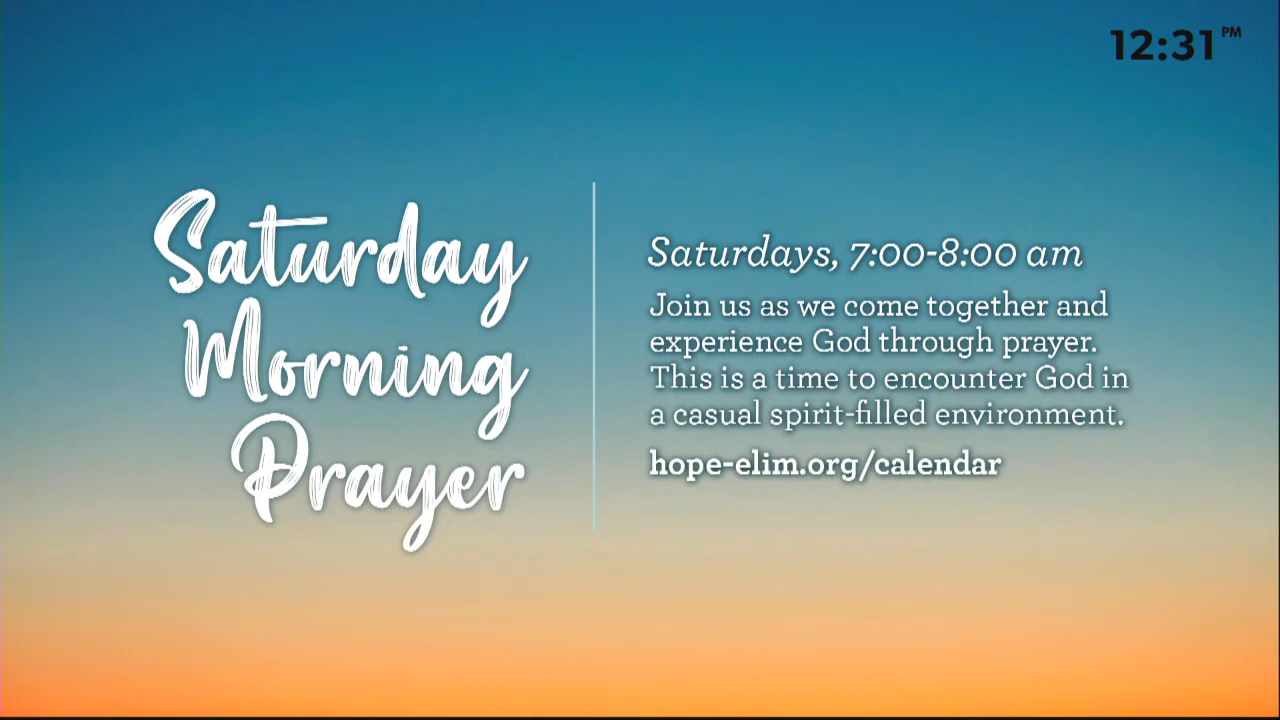 12:31 PM
Saturday
Morning
Prayer
Saturdays, 7:00-8:00 am
Join us as we come together and
experience God through prayer.
This is a time to encounter God in
a casual spirit-filled environment.
hope-elim.org/calendar